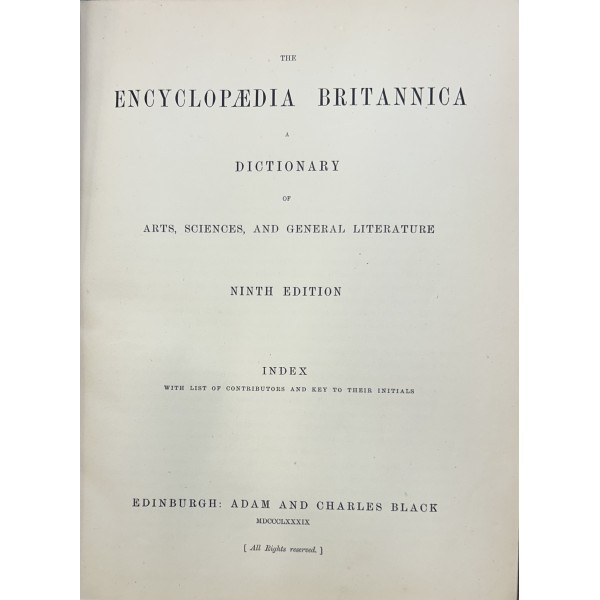 THE
ENCYCLOPÆDIA BRITANNICA
A
DICTIONARY
OF
ARTS, SCIENCES, AND GENERAL LITERATURE
NINTH EDITION
INDEX
WITH LIST OF CONTRIBUTORS AND KEY TO THEIR INITIALS
EDINBURGH: ADAM AND CHARLES BLACK
MDCCCLXXXIX
[ All Rights reserved. ]